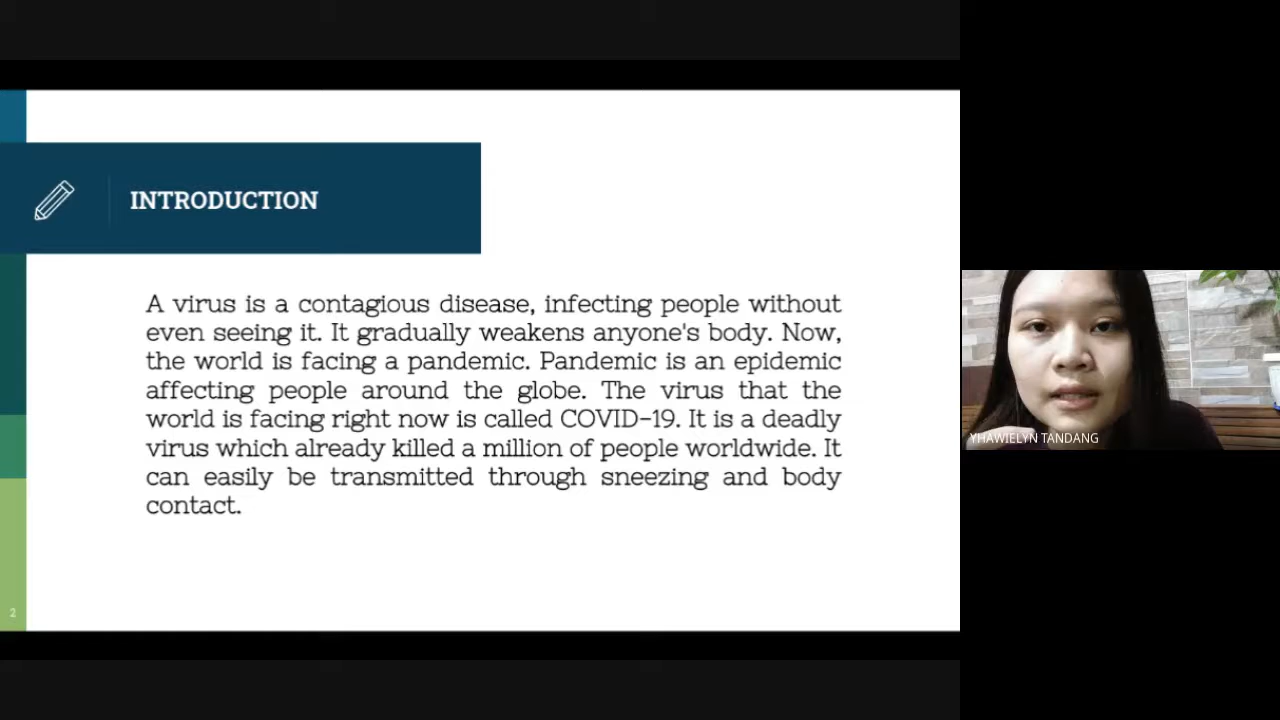 INTRODUCTION
A virus is a contagious disease, infecting people without
even seeing it. It gradually weakens anyone's body. Now,
the world is facing a pandemic. Pandemic is an epidemic
affecting people around the globe. The virus that the
world is facing right now is called COVID-19. It is a deadly
virus which already killed a million of people worldwide. It
can easily be transmitted through sneezing and body
contact.
2
YHAWIELYN TANDANG